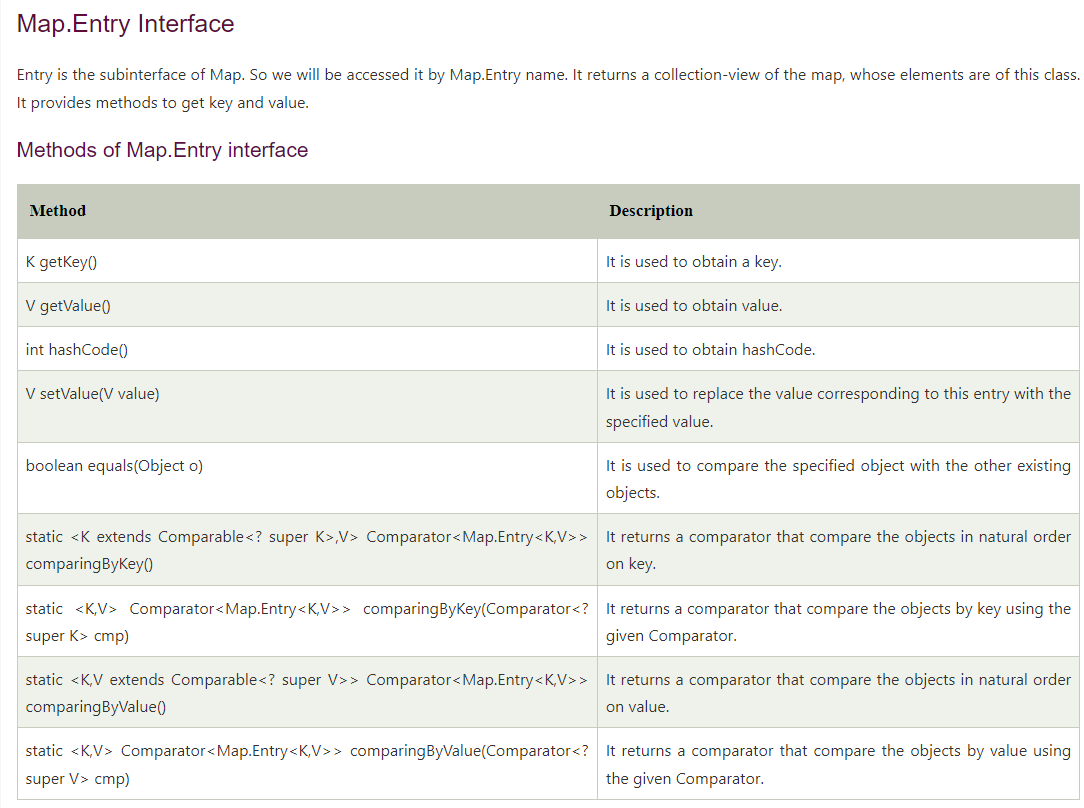 Map.Entry Interface
Entry is the subinterface of Map. So we will be accessed it by Map.Entry name. It returns a collection-view of the map, whose elements are of this class.
It provides methods to get key and value.
Methods of Map.Entry interface
Method Description
K getKey() It is used to obtain a key.
V getValue() It is used to obtain value.
int hashCode() It is used to obtain hashCode.
V setValue(V value) It is used to replace the value corresponding to this entry with the
specified value.
boolean equals(Object o) It is used to compare the specified object with the other existing
objects.
static <K extends Comparable<? super K>,V> Comparator<Map.Entry<K,V>>
comparingByKey()
It returns a comparator that compare the objects in natural order
on key.
static <K,V> Comparator<Map.Entry<K,V>> comparingByKey(Comparator<?
super K> cmp)
It returns a comparator that compare the objects by key using the
given Comparator.
static <K,V extends Comparable<? super V>> Comparator<Map.Entry<K,V>>
comparingByValue()
It returns a comparator that compare the objects in natural order
on value.
static <K,V> Comparator<Map.Entry<K,V>> comparingByValue(Comparator<?
super V> cmp)
It returns a comparator that compare the objects by value using
the given Comparator.